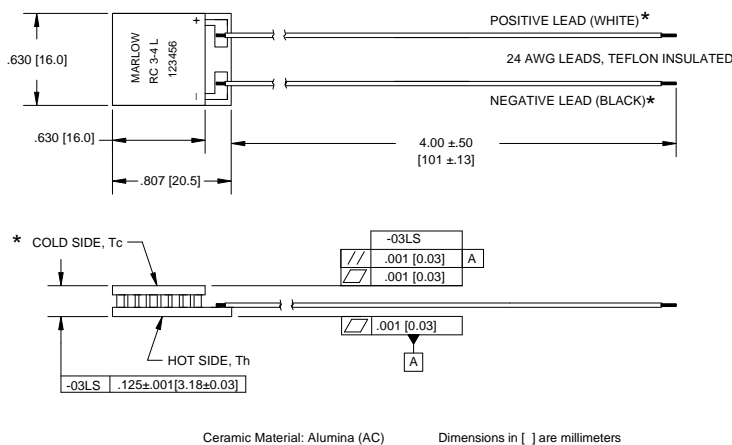 POSITIVE LEAD (WHITE)*
.630 [16.0]
+
MARLOW
RC 3-4 L
123456
−
24 AWG LEADS, TEFLON INSULATED
NEGATIVE LEAD (BLACK)*
.630 [16.0]
4.00 ±.50
[101 ±.13]
.807 [20.5]
* COLD SIDE, Tc
-03LS
// .001 [0.03] A
.001 [0.03]
.001 [0.03]
A
HOT SIDE, Th
-03LS .125±.001[3.18±0.03]
Ceramic Material: Alumina (AC) Dimensions in [ ] are millimeters